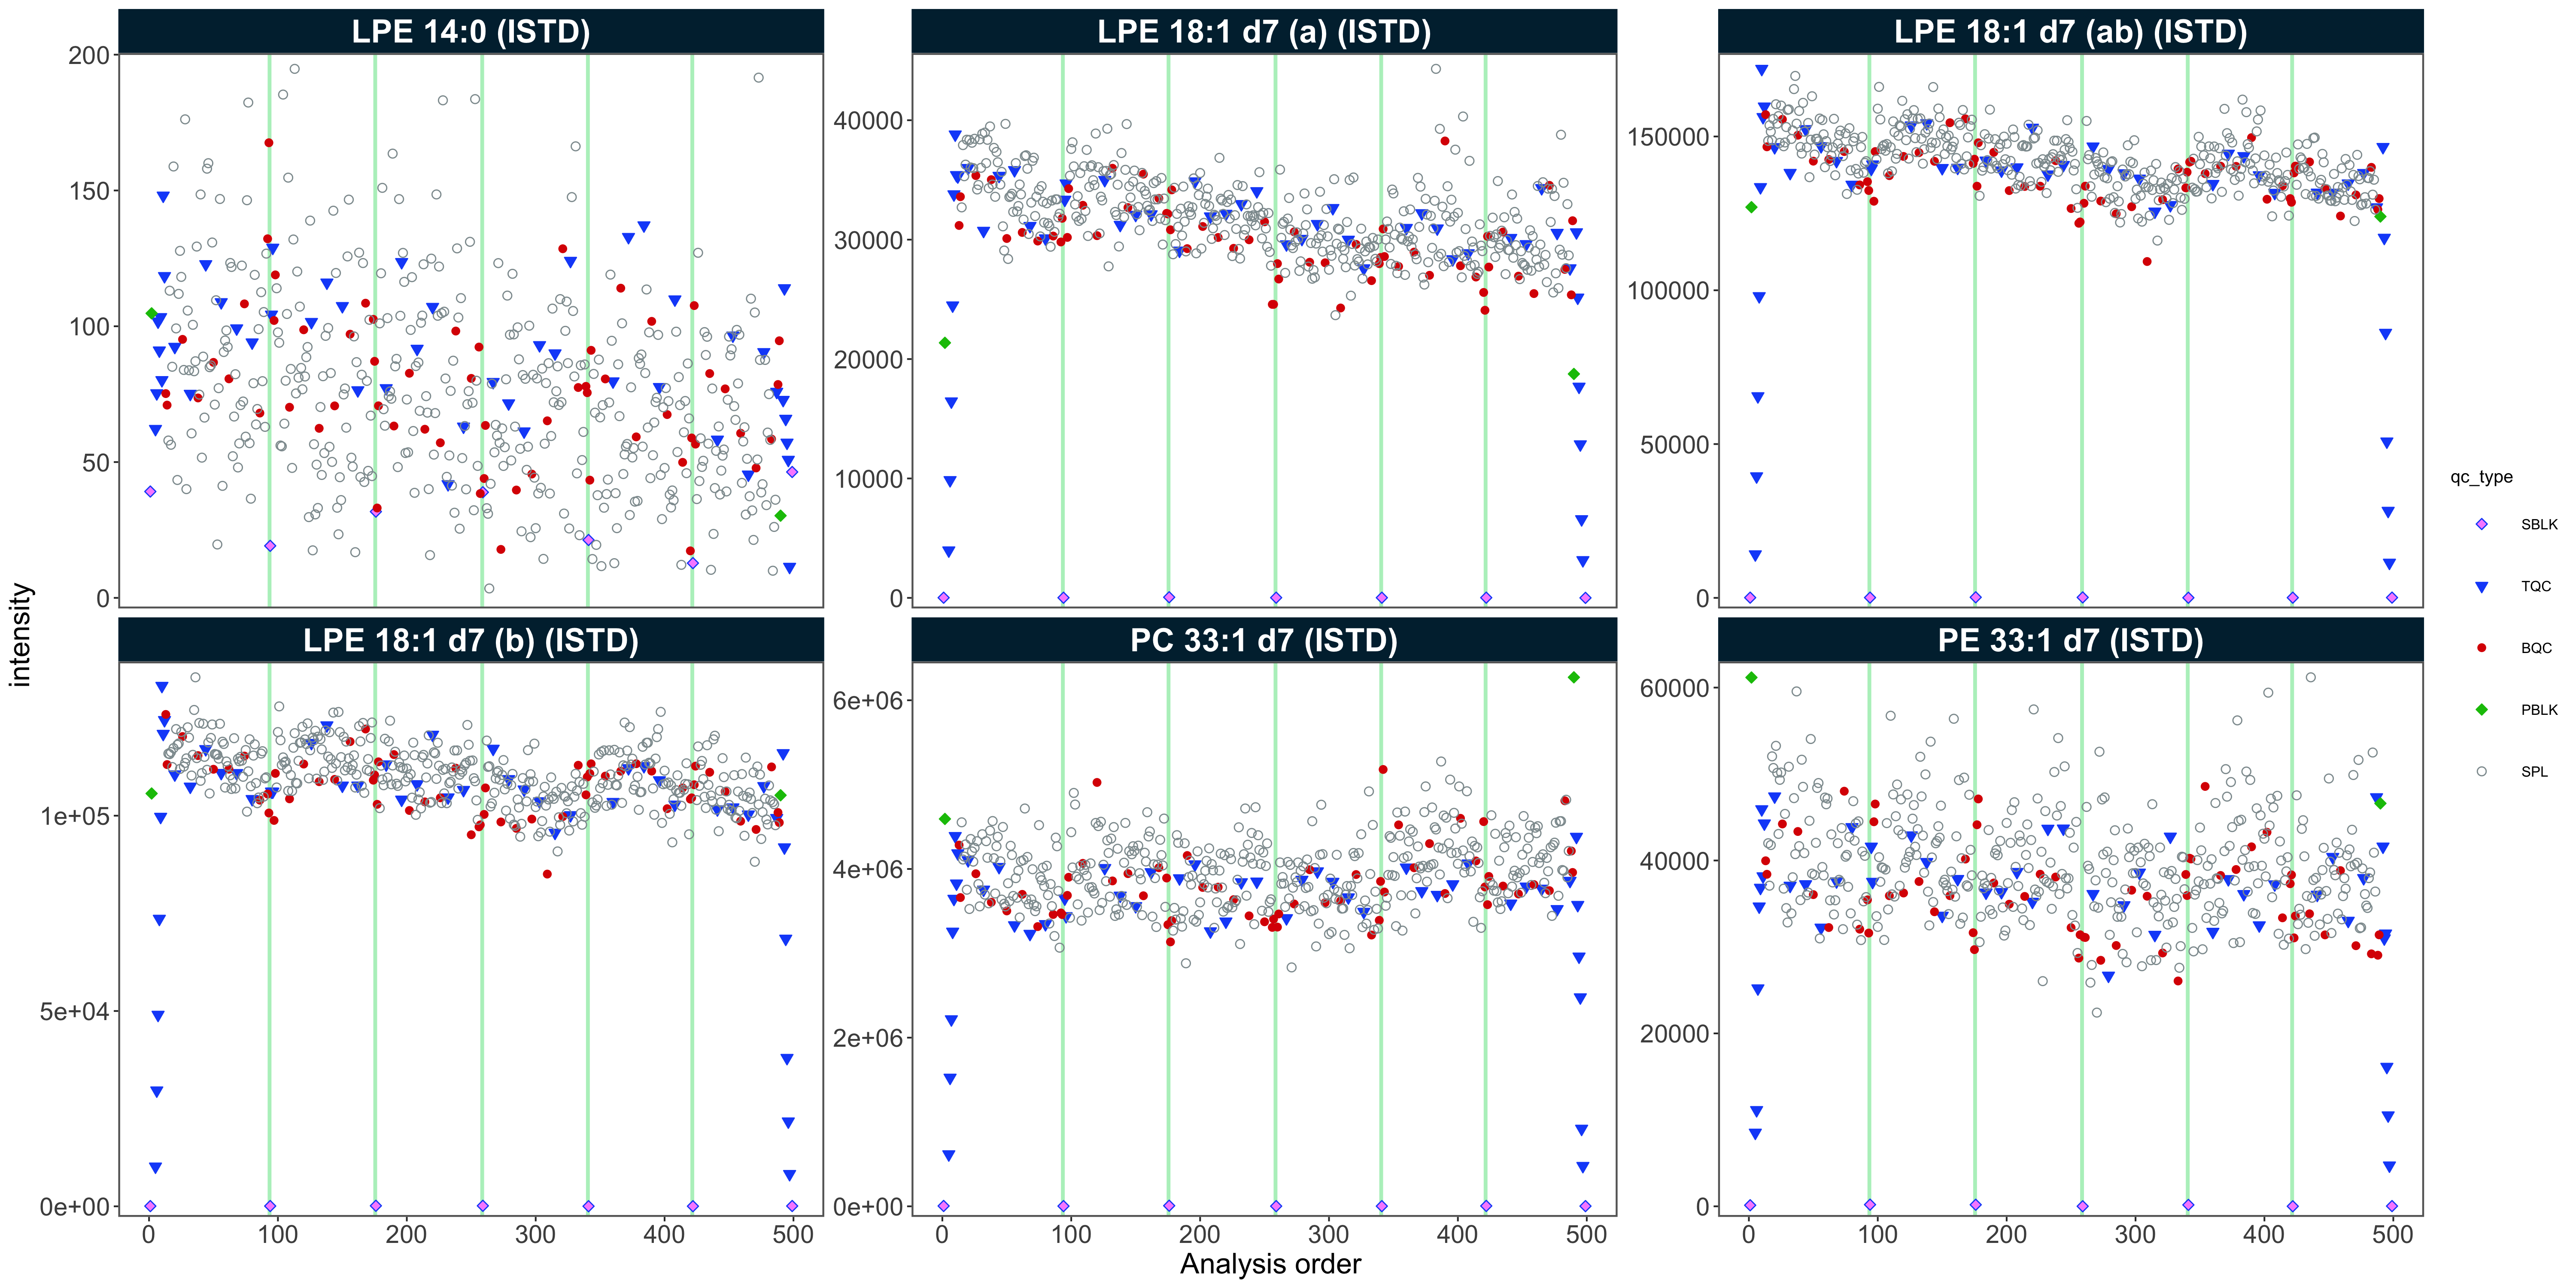 LPE 14:0 (ISTD)
LPE 18:1 d7 (a) (ISTD)
LPE 18:1 d7 (ab) (ISTD)
200
150
100
50
0
40000
30000
20000
10000
0
150000
100000
50000
0
LPE 18:1 d7 (b) (ISTD)
PC 33:1 d7 (ISTD)
PE 33:1 d7 (ISTD)
1e+05
5e+04
0e+00
6e+06
4e+06
2e+06
0e+00
60000
40000
20000
0
0 100 200 300 400 500
0 100 200 300 400 500
0 100 200 300 400 500
Analysis order
intensity
qc_type
SBLK
TQC
BQC
PBLK
SPL